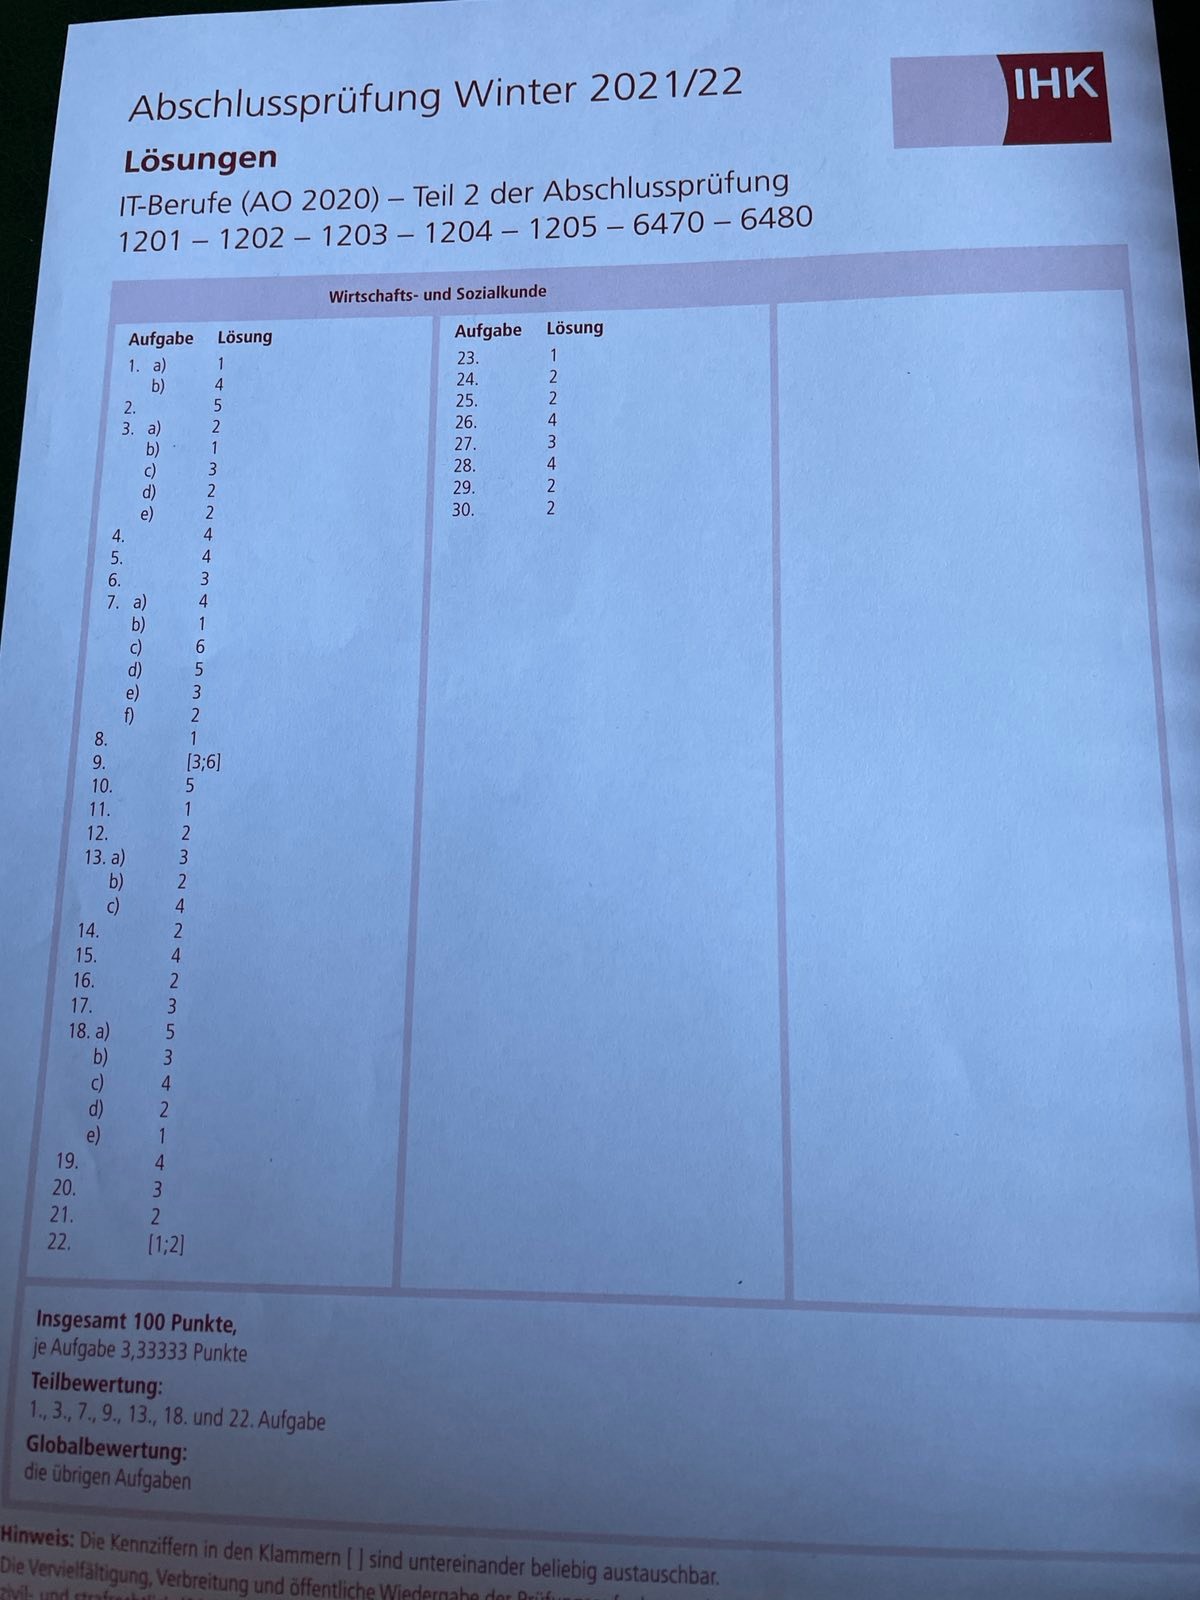 Abschlussprüfung Winter 2021/22
IHK
Lösungen
IT-Berufe (AO 2020) – Teil 2 der Abschlussprüfung
1201 – 1202 – 1203 – 1204 – 1205 – 6470 – 6480
Wirtschafts- und Sozialkunde
Aufgabe Lösung
1. a) 1
b) 4
2. 5
3. a) 2
b) 1
c) 3
d) 2
e) 2
4. 4
5. 4
6. 3
7. a) 4
b) 1
c) 6
d) 5
e) 3
f) 2
8. 1
9. [3;6]
10. 5
11. 1
12. 2
13. a) 3
b) 2
c) 4
14. 2
15. 4
16. 2
17. 3
18. a) 5
b) 3
c) 4
d) 2
e) 1
19. 4
20. 3
21. 2
22. [1;2]
Aufgabe Lösung
23. 1
24. 2
25. 2
26. 4
27. 3
28. 4
29. 2
30. 2
Insgesamt 100 Punkte,
je Aufgabe 3,33333 Punkte
Teilbewertung:
1., 3., 7., 9., 13., 18. und 22. Aufgabe
Globalbewertung:
die übrigen Aufgaben
Hinweis: Die Kennziffern in den Klammern [ ] sind untereinander beliebig austauschbar.
Die Vervielfältigung, Verbreitung und öffentliche Wiedergabe der
zivil- und